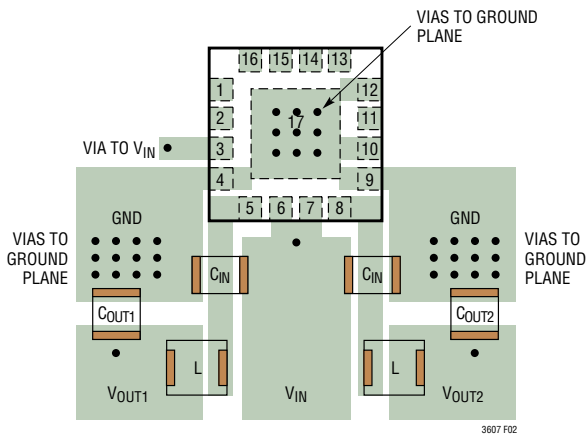 VIAS TO GROUND
PLANE
16 15 14 13
1
12
2
11
17
VIA TO VIN
3
10
4
9
5 6 7 8
GND
GND
VIAS TO
GROUND
PLANE
VIAS TO
GROUND
PLANE
CIN
CIN
COUT1
COUT2
L
L
VOUT1
VIN
VOUT2
3607 F02